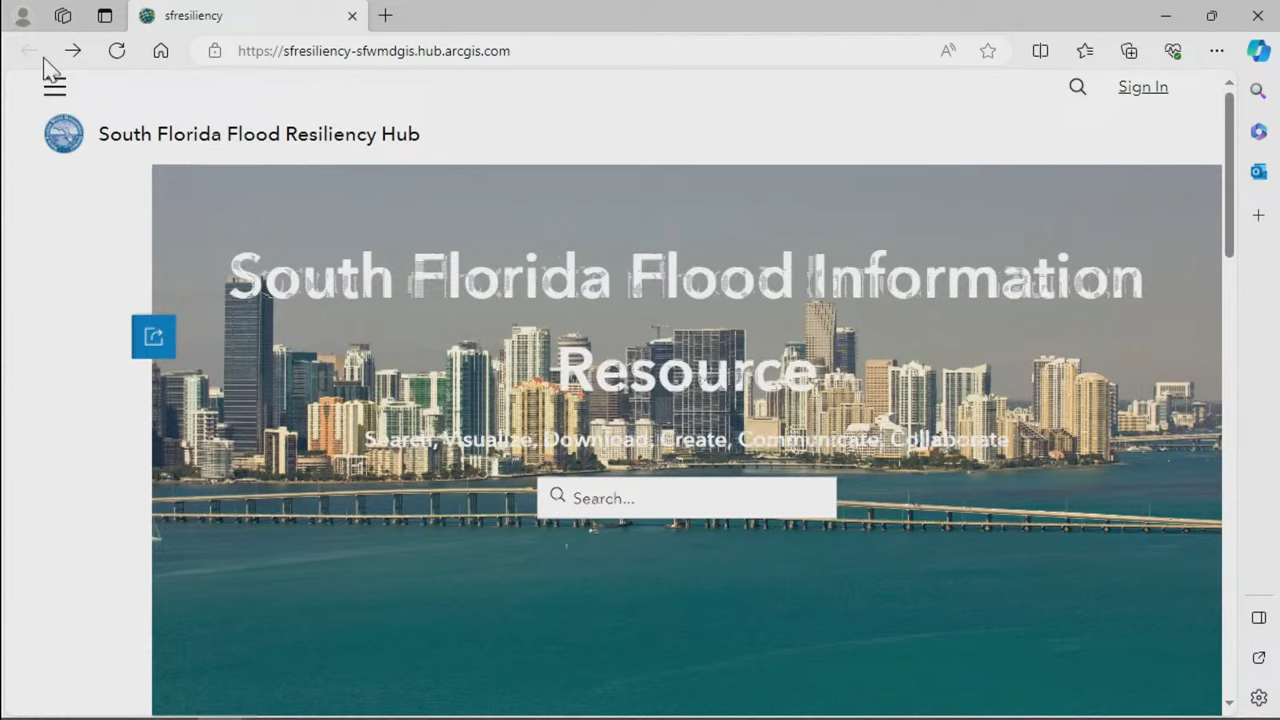 sfresiliency
https://sfresiliency-sfwmdgis.hub.arcgis.com
Sign In
South Florida Flood Resiliency Hub
South Florida Flood Information
Resource
Search, Visualize, Download, Create, Communicate, Collaborate
Search...